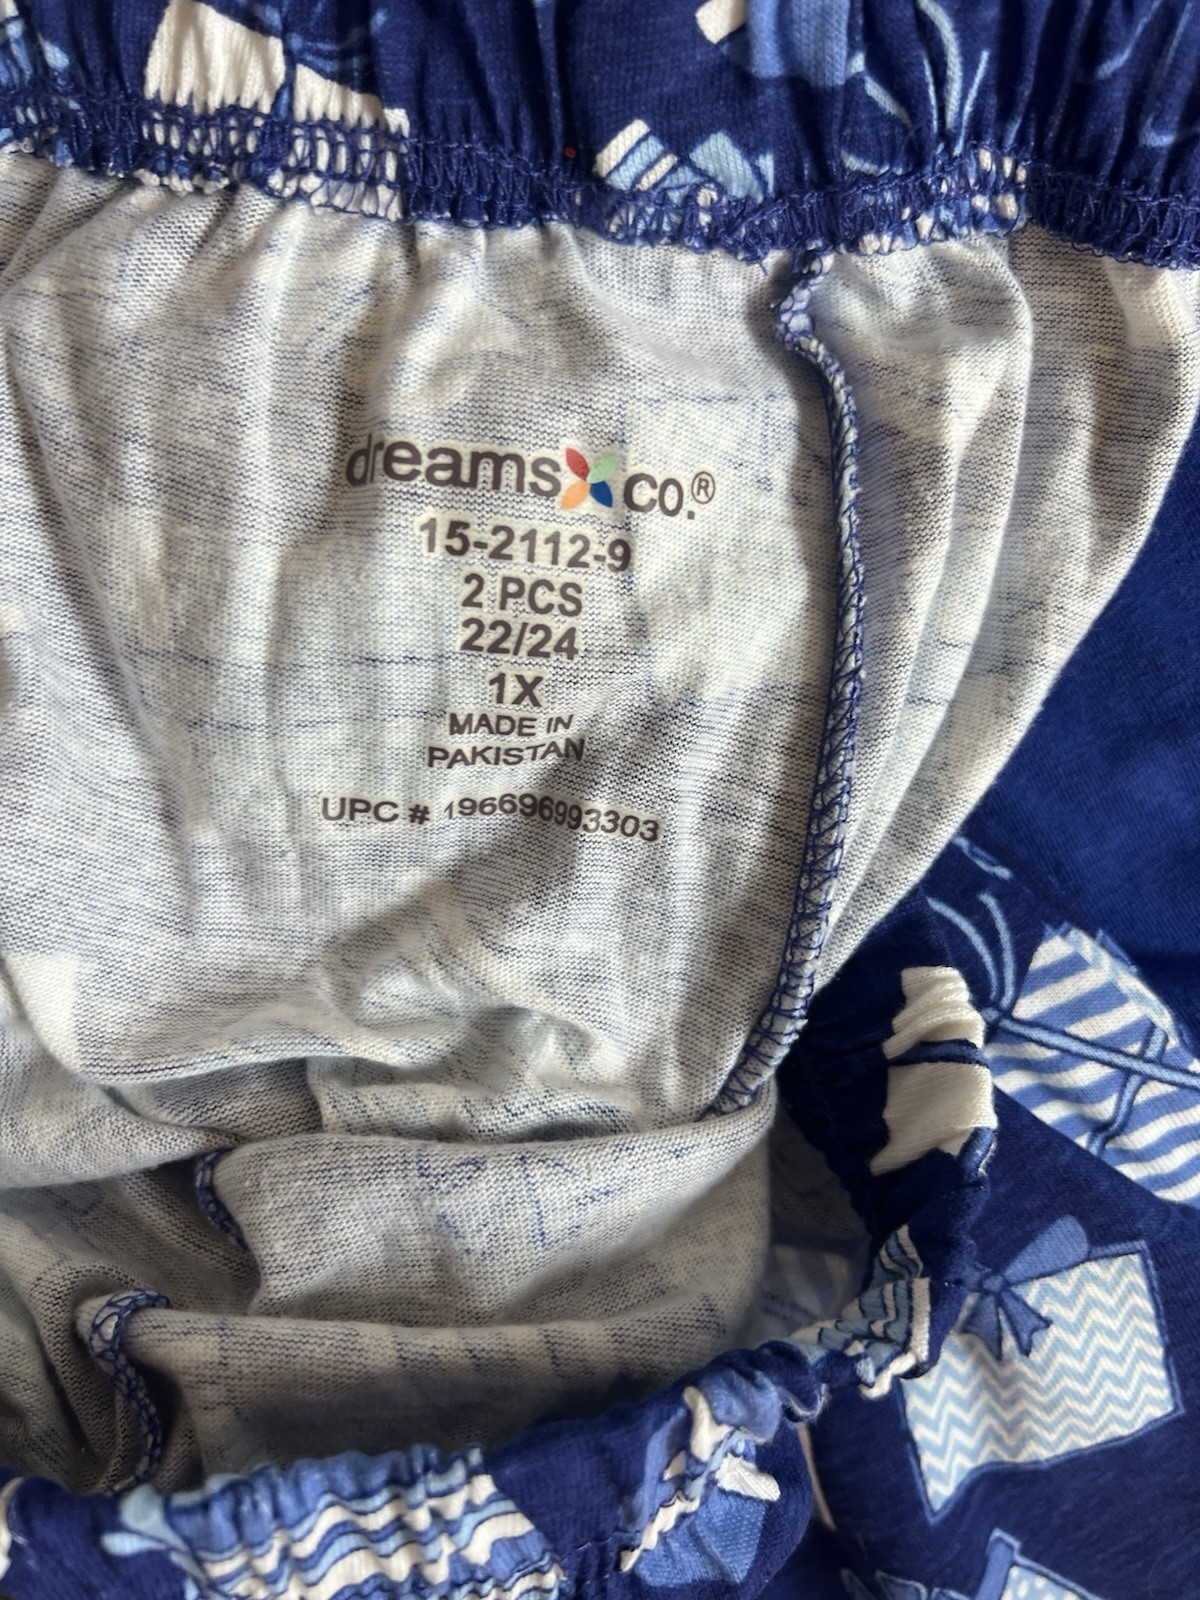 dreams co.®
15-2112-9
2 PCS
22/24
1X
MADE IN
PAKISTAN
UPC # 196696993303